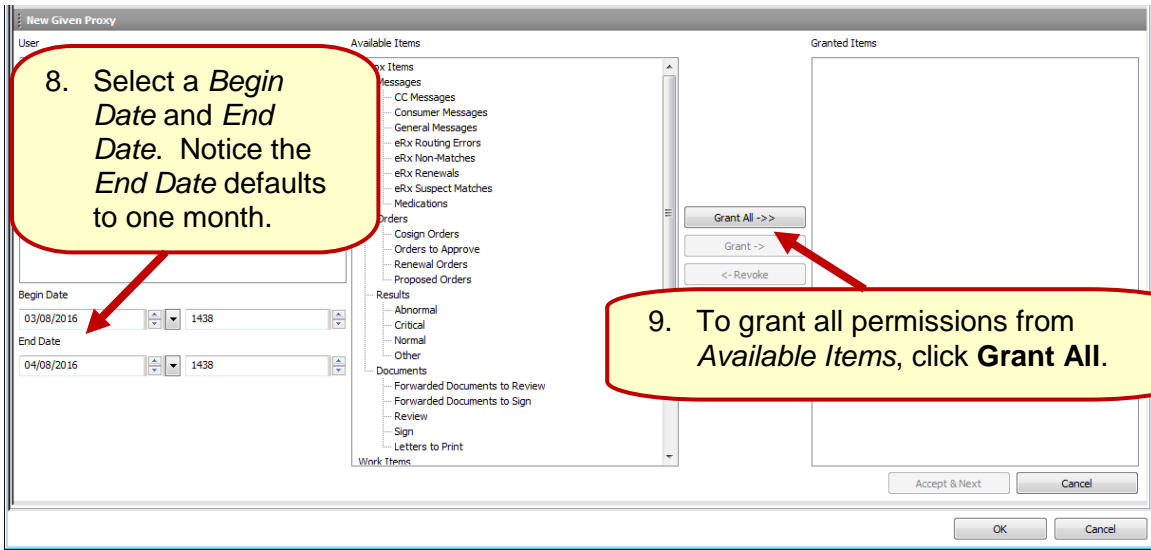 New Given Proxy
User
Available Items
Granted Items
8. Select a Begin
Date and End
Date. Notice the
End Date defaults
to one month.
Items
Messages
CC Messages
Consumer Messages
General Messages
eRx Routing Errors
eRx Non-Matches
eRx Renewals
eRx Suspect Matches
Medications
Orders
Cosign Orders
Orders to Approve
Renewal Orders
Proposed Orders
Results
Abnormal
Critical
Normal
Other
Documents
Forwarded Documents to Review
Forwarded Documents to Sign
Review
Sign
Letters to Print
Work Items
Grant All ->>
Grant ->
<- Revoke
Begin Date
03/08/2016 1438
End Date
04/08/2016 1438
9. To grant all permissions from
Available Items, click Grant All.
Accept & Next Cancel
OK Cancel